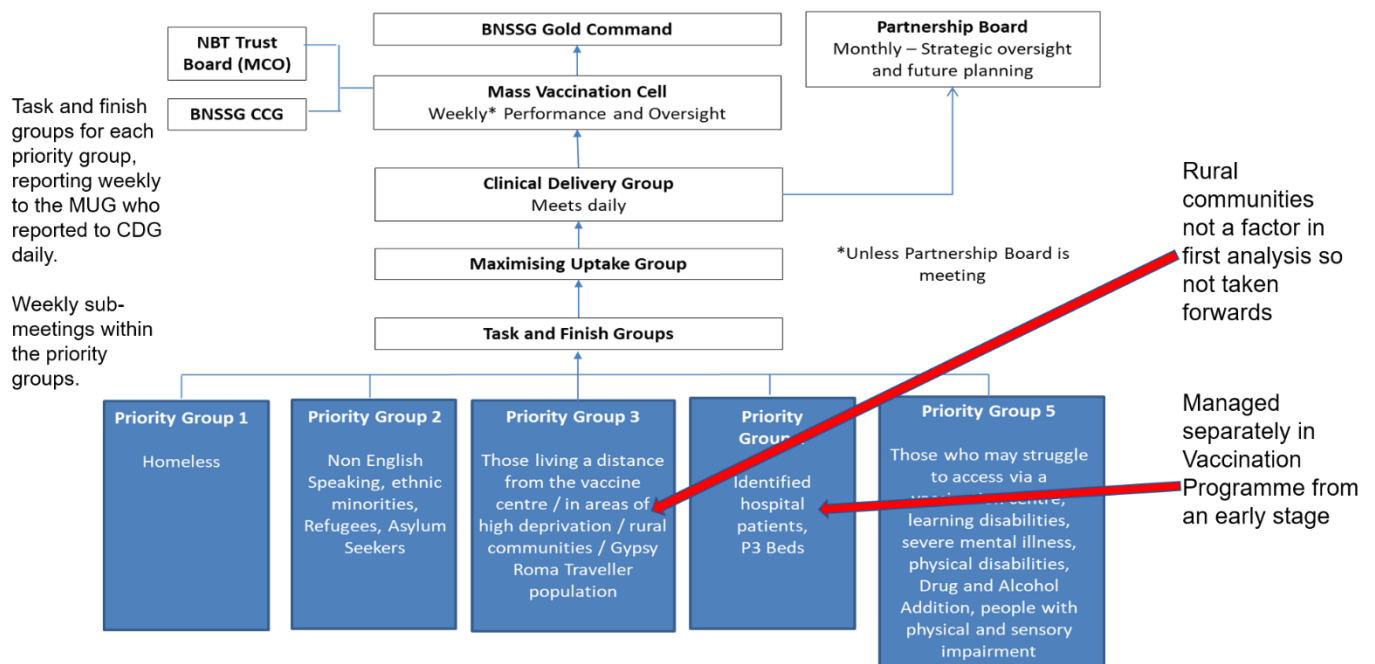 NBT Trust
Board (MCO)
BNSSG CCG
BNSSG Gold Command
Mass Vaccination Cell
Weekly* Performance and Oversight
Partnership Board
Monthly – Strategic oversight
and future planning
Task and finish
groups for each
priority group,
reporting weekly
to the MUG who
reported to CDG
daily.
Weekly sub-
meetings within
the priority
groups.
Clinical Delivery Group
Meets daily
Maximising Uptake Group
*Unless Partnership Board is
meeting
Task and Finish Groups
Rural
communities
not a factor in
first analysis so
not taken
forwards
Managed
separately in
Vaccination
Programme from
an early stage
Priority Group 1
Homeless
Priority Group 2
Non English
Speaking, ethnic
minorities,
Refugees, Asylum
Seekers
Priority Group 3
Those living a distance
from the vaccine
centre / in areas of
high deprivation / rural
communities / Gypsy
Roma Traveller
population
Priority
Group
Identified
hospital
patients,
P3 Beds
Priority Group 5
Those who may struggle
to access via a
centre,
learning disabilities,
severe mental illness,
physical disabilities,
Drug and Alcohol
Addition, people with
physical and sensory
impairment